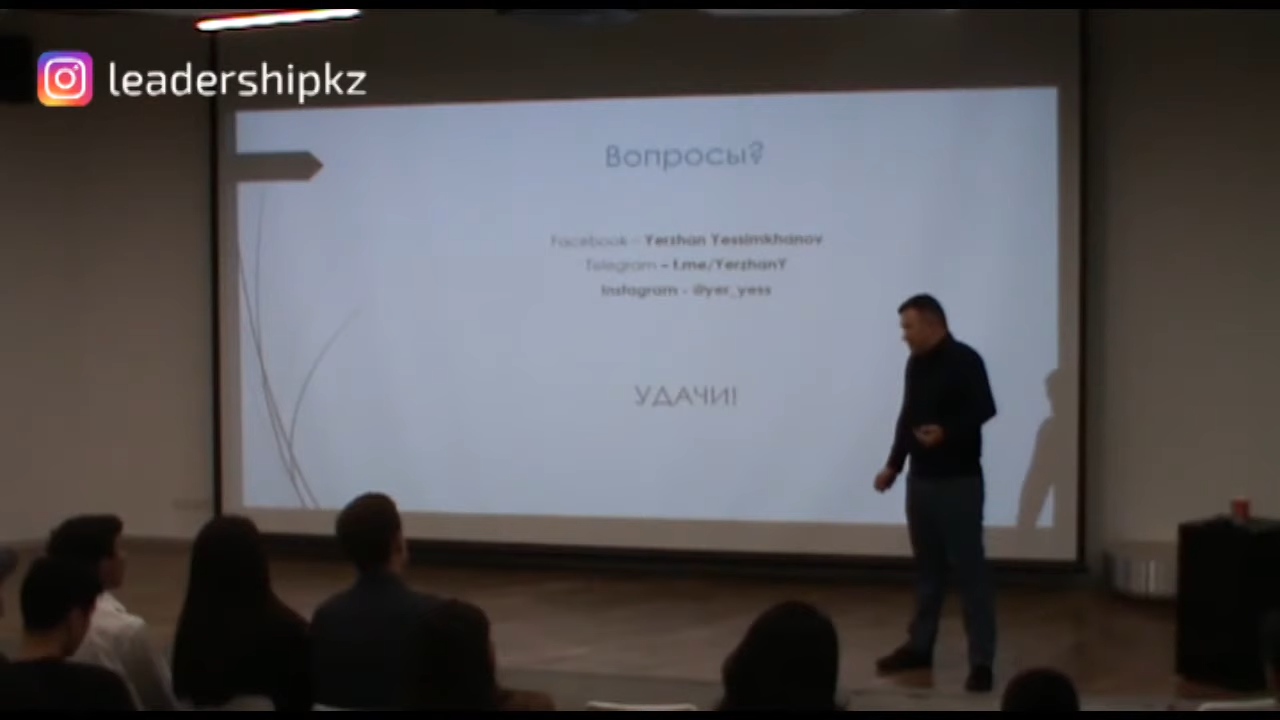 leadershipkz
Вопросы?
Facebook - Yerzhan Yessimkhanov
Telegram – t.me/YerzhanY
Instagram - @yer_yess
УДАЧИ!